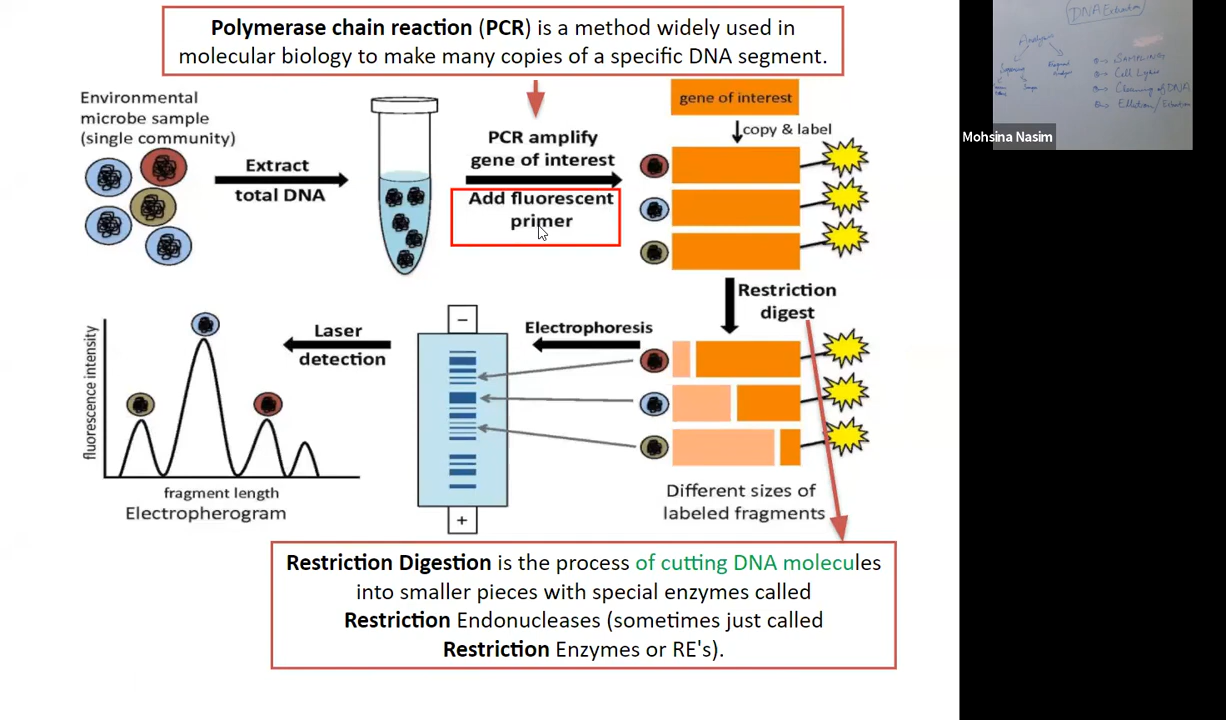 Polymerase chain reaction (PCR) is a method widely used in
molecular biology to make many copies of a specific DNA segment.
Environmental
microbe sample
(single community)
Extract
total DNA
PCR amplify
gene of interest
Add fluorescent
primer
gene of interest
copy & label
Restriction
digest
Different sizes of
labeled fragments
Electrophoresis
−
+
Laser
detection
fluorescence intensity
fragment length
Electropherogram
Restriction Digestion is the process of cutting DNA molecules
into smaller pieces with special enzymes called
Restriction Endonucleases (sometimes just called
Restriction Enzymes or RE's).
DNA Extraction
Analysis
SAMPLING
Cell Lysis
Cleaning of DNA
Mohsina Nasim